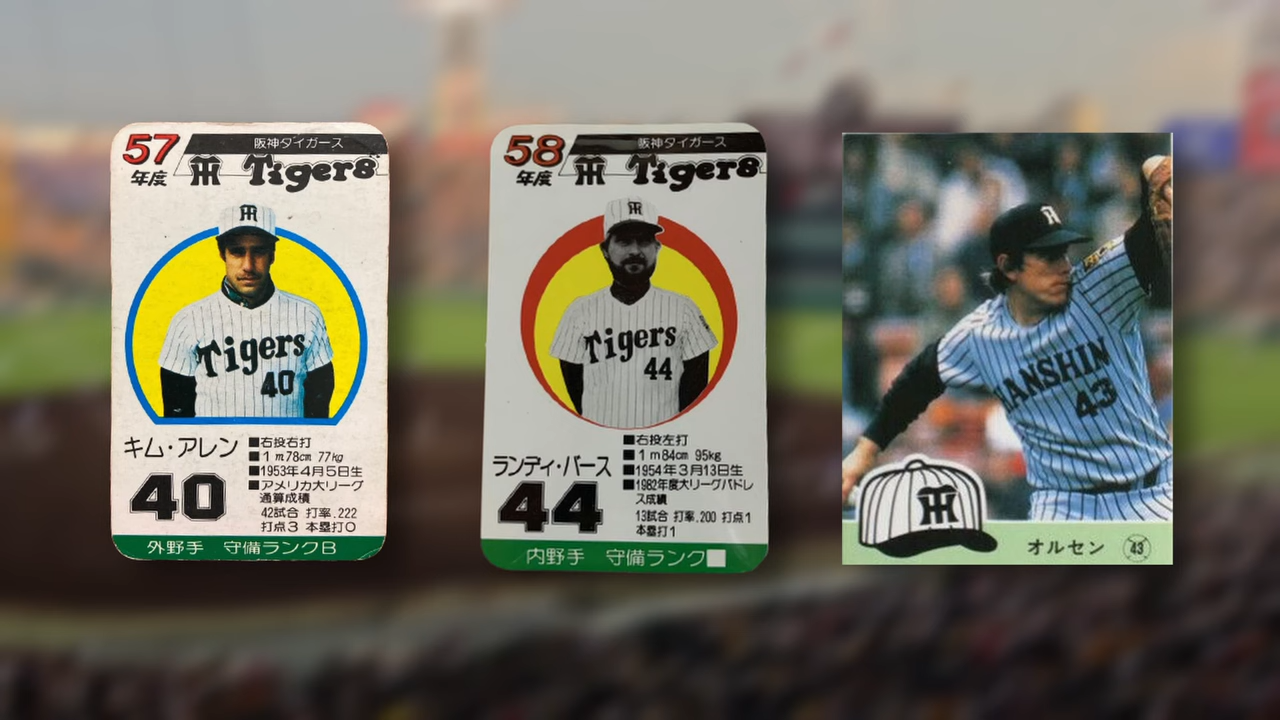 57
年度
阪神タイガース
TH Tigers
TH
Tigers
40
キム・アレン
40
■右投右打
■1m78cm 77kg
■1953年4月5日生
■アメリカ大リーグ
通算成績
42試合 打率.222
打点3 本塁打0
外野手 守備ランクB
58
年度
阪神タイガース
TH Tigers
TH
Tigers
44
ランディ・バース
44
■右投左打
■1m84cm 95kg
■1954年3月13日生
■1982年度大リーグパドレ
ス成績
13試合 打率.200 打点1
本塁打1
内野手 守備ランク
TH
HANSHIN
43
TH
オルセン 43